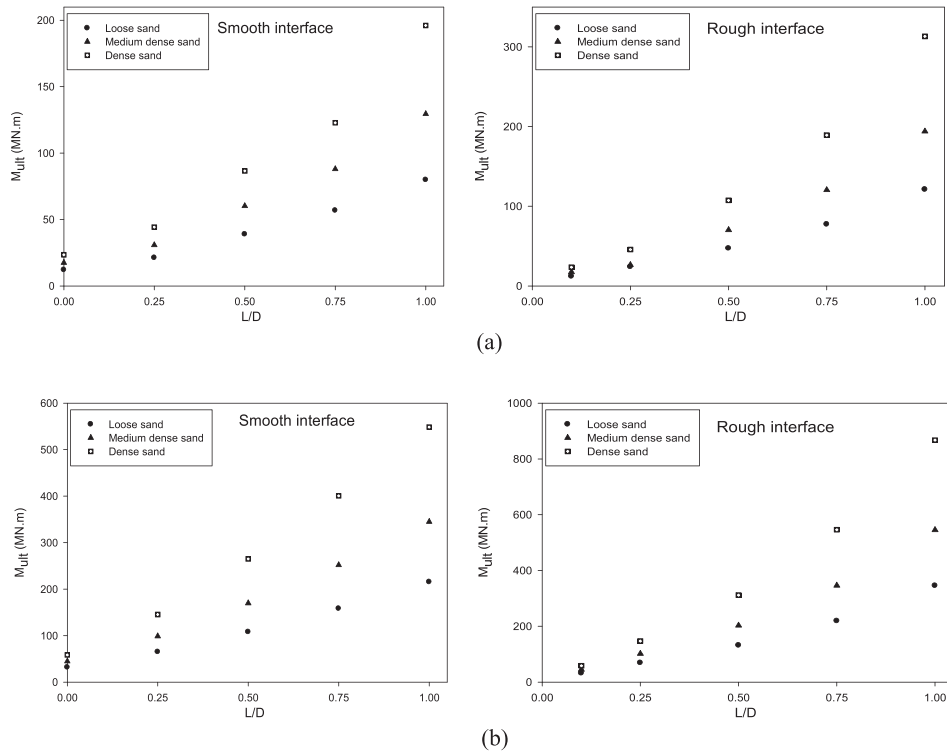 Smooth interface
Loose sand
Medium dense sand
Dense sand
200
150
100
50
0
M_ult (MN.m)
0.00 0.25 0.50 0.75 1.00
L/D
Rough interface
Loose sand
Medium dense sand
Dense sand
300
200
100
0
M_ult (MN.m)
0.00 0.25 0.50 0.75 1.00
L/D
(a)
Smooth interface
Loose sand
Medium dense sand
Dense sand
600
500
400
300
200
100
0
M_ult (MN.m)
0.00 0.25 0.50 0.75 1.00
L/D
Rough interface
Loose sand
Medium dense sand
Dense sand
1000
800
600
400
200
0
M_ult (MN.m)
0.00 0.25 0.50 0.75 1.00
L/D
(b)